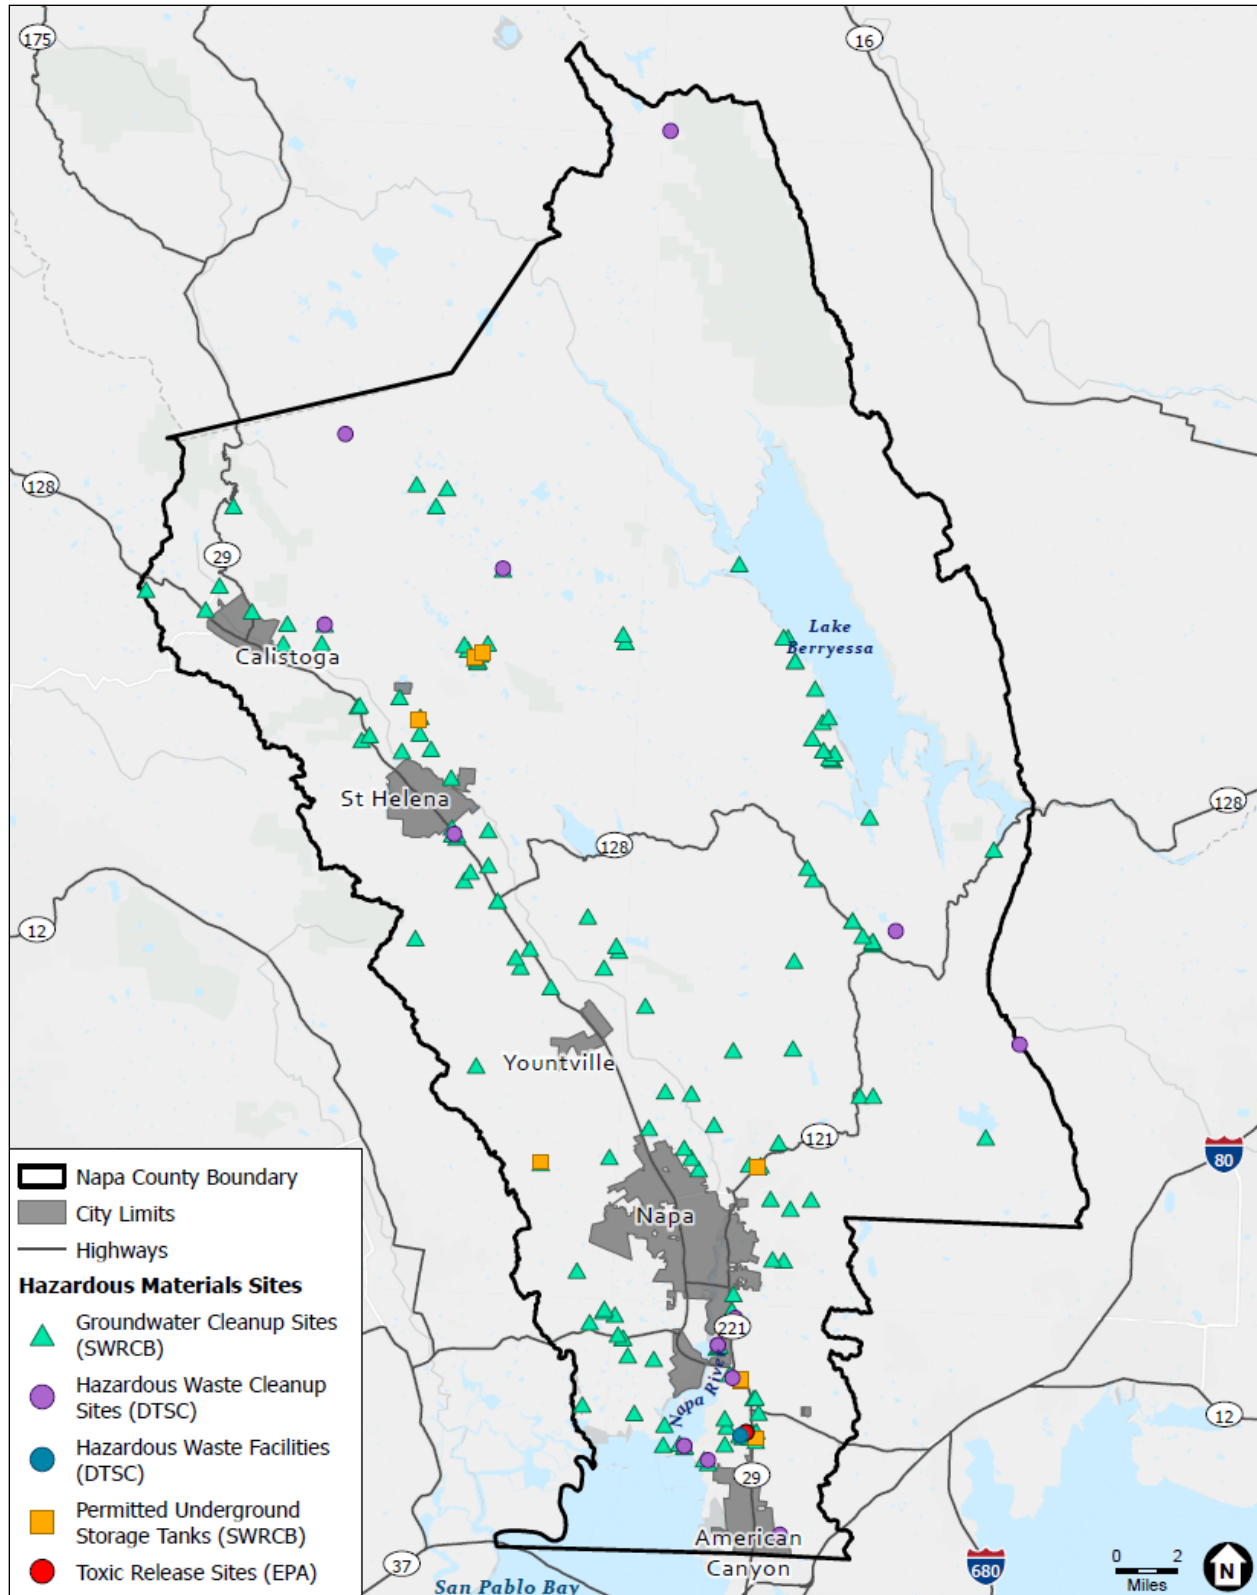 175
16
128
29
Calistoga
Lake
Berryessa
St Helena
128
128
12
Yountville
121
80
Napa
221
Napa River
12
29
American
Canyon
37
San Pablo Bay
680
0 2
Miles
N
Napa County Boundary
City Limits
Highways
Hazardous Materials Sites
Groundwater Cleanup Sites
(SWRCB)
Hazardous Waste Cleanup
Sites (DTSC)
Hazardous Waste Facilities
(DTSC)
Permitted Underground
Storage Tanks (SWRCB)
Toxic Release Sites (EPA)